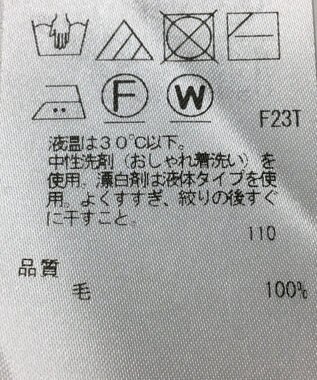 F W F23T
液温は30℃以下。
中性洗剤(おしゃれ着洗い)を
使用。漂白剤は液体タイプを使
用。よくすすぎ、絞りの後すぐ
に干すこと。
110
品質
毛 100%